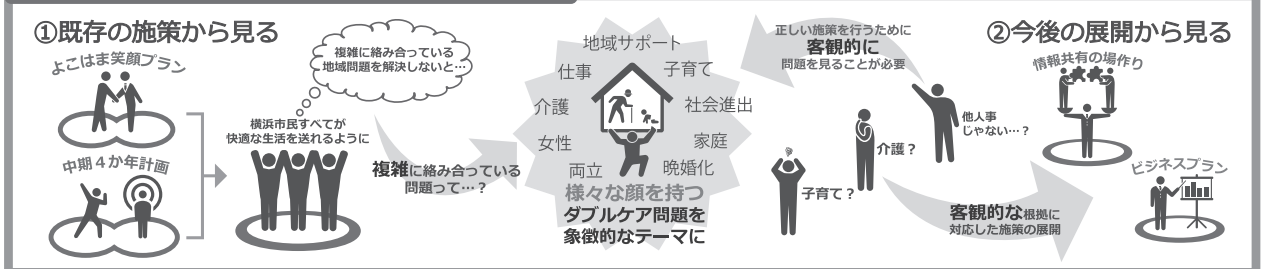 ①既存の施策から見る
よこはま笑顔プラン
中期４か年計画
複雑に絡み合っている
地域問題を解決しないと…
横浜市民すべてが
快適な生活を送れるように
複雑に絡み合っている
問題って…？
地域サポート
仕事
子育て
介護
社会進出
女性
家庭
両立
晩婚化
様々な顔を持つ
ダブルケア問題を
象徴的なテーマに
正しい施策を行うために
客観的に
問題を見ることが必要
子育て？
介護？
他人事
じゃない…？
客観的な根拠に
対応した施策の展開
②今後の展開から見る
情報共有の場作り
ビジネスプラン